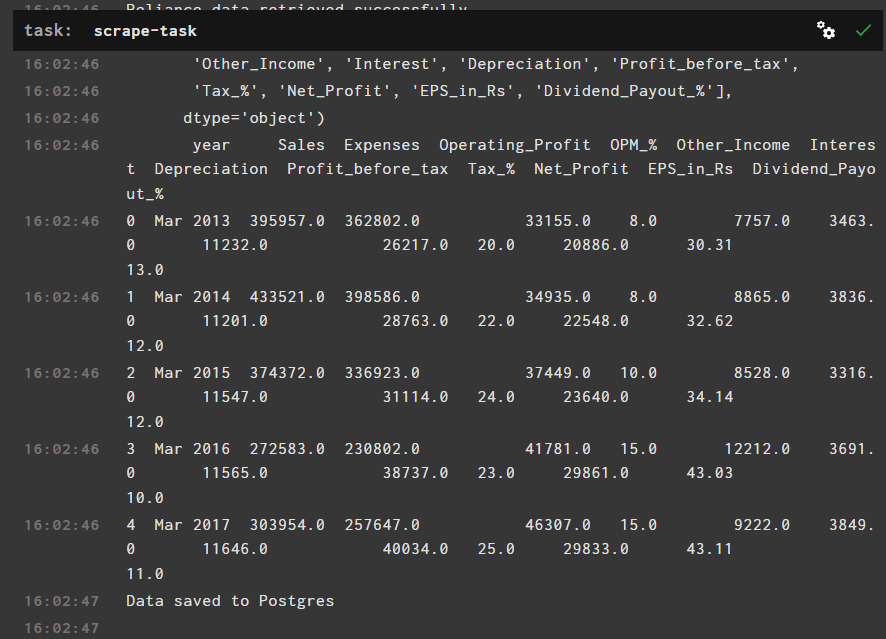 16:02:46 Reliance data retrieved successfully
task: scrape-task
16:02:46 'Other_Income', 'Interest', 'Depreciation', 'Profit_before_tax',
16:02:46 'Tax_%', 'Net_Profit', 'EPS_in_Rs', 'Dividend_Payout_%'],
16:02:46 dtype='object')
16:02:46 year Sales Expenses Operating_Profit OPM_% Other_Income Interes
t Depreciation Profit_before_tax Tax_% Net_Profit EPS_in_Rs Dividend_Payo
ut_%
16:02:46 0 Mar 2013 395957.0 362802.0 33155.0 8.0 7757.0 3463.
0 11232.0 26217.0 20.0 20886.0 30.31
13.0
16:02:46 1 Mar 2014 433521.0 398586.0 34935.0 8.0 8865.0 3836.
0 11201.0 28763.0 22.0 22548.0 32.62
12.0
16:02:46 2 Mar 2015 374372.0 336923.0 37449.0 10.0 8528.0 3316.
0 11547.0 31114.0 24.0 23640.0 34.14
12.0
16:02:46 3 Mar 2016 272583.0 230802.0 41781.0 15.0 12212.0 3691.
0 11565.0 38737.0 23.0 29861.0 43.03
10.0
16:02:46 4 Mar 2017 303954.0 257647.0 46307.0 15.0 9222.0 3849.
0 11646.0 40034.0 25.0 29833.0 43.11
11.0
16:02:47 Data saved to Postgres
16:02:47